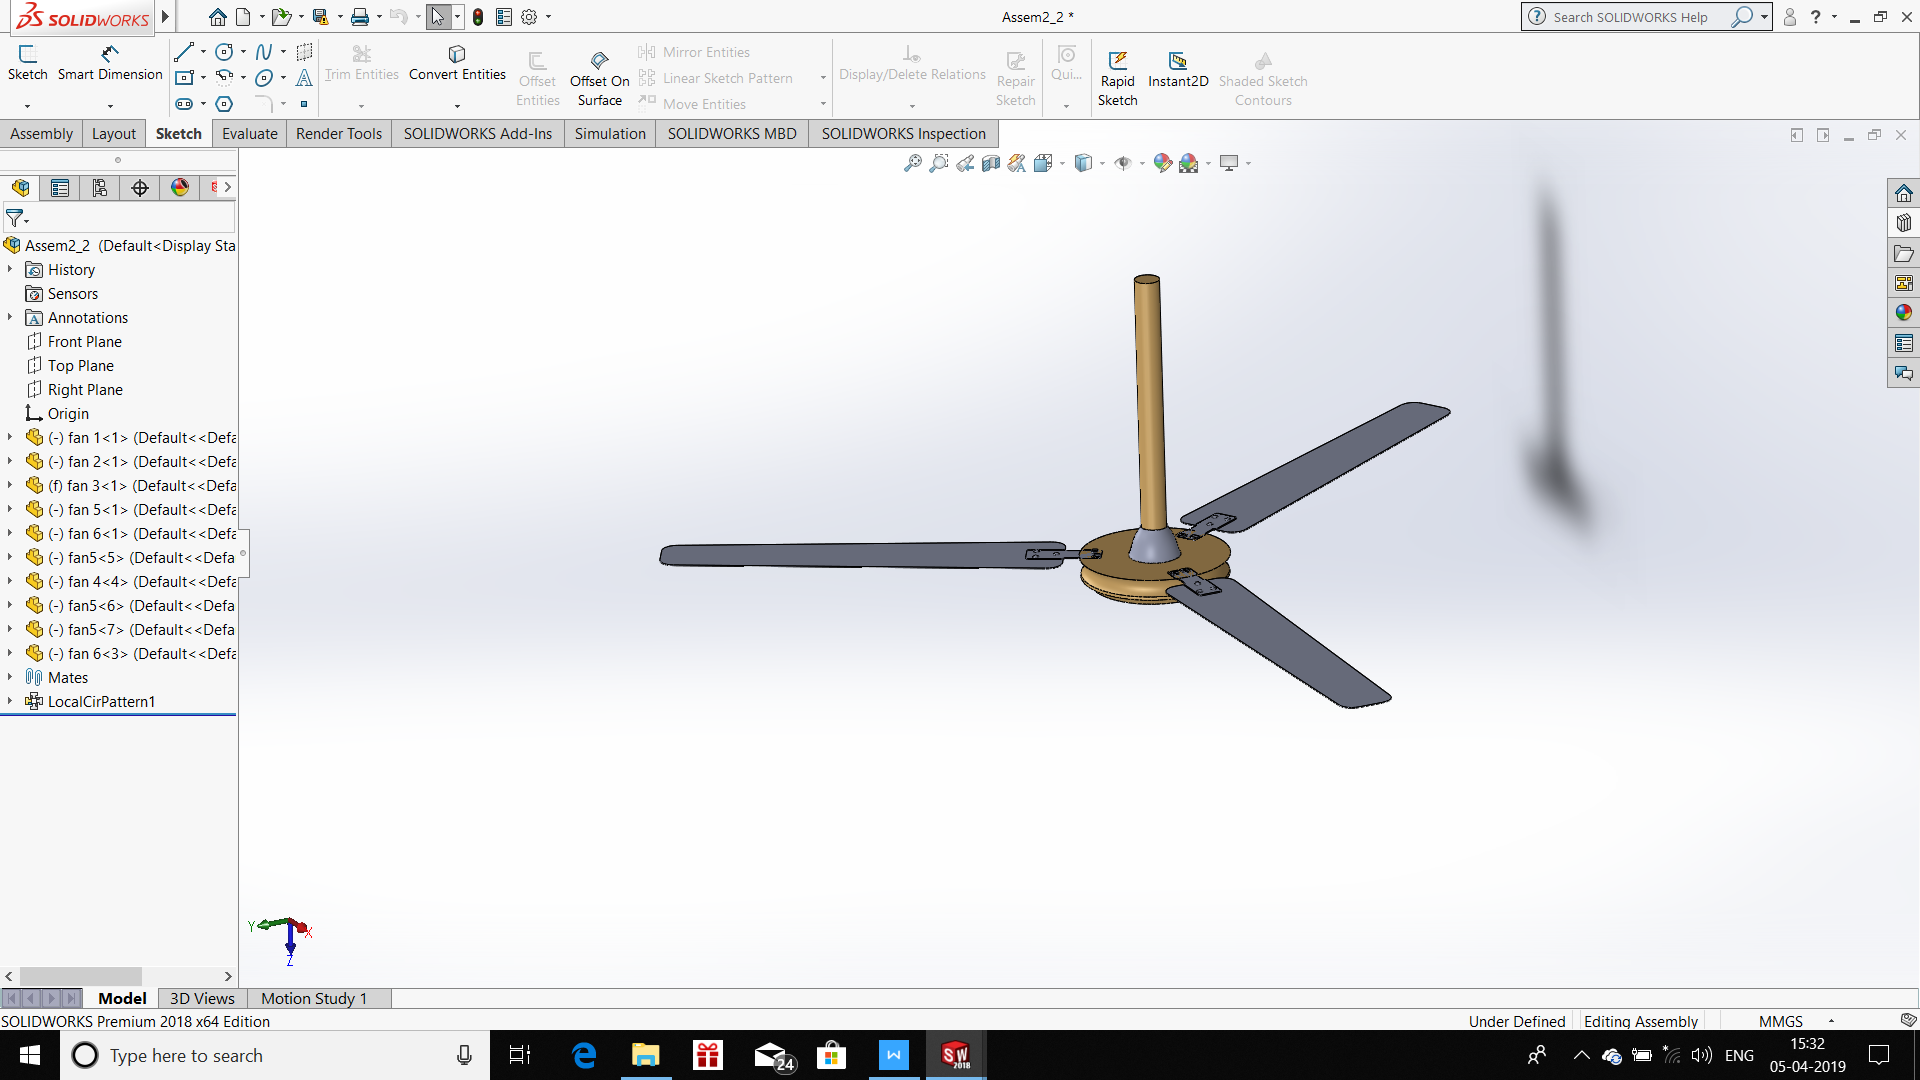 SOLIDWORKS
Assem2_2 *
Search SOLIDWORKS Help
Sketch
Smart Dimension
Trim Entities
Convert Entities
Offset
Entities
Offset On
Surface
Mirror Entities
Linear Sketch Pattern
Move Entities
Display/Delete Relations
Repair
Sketch
Qui...
Rapid
Sketch
Instant2D
Shaded Sketch
Contours
Assembly
Layout
Sketch
Evaluate
Render Tools
SOLIDWORKS Add-Ins
Simulation
SOLIDWORKS MBD
SOLIDWORKS Inspection
Assem2_2 (Default<Display Sta
History
Sensors
Annotations
Front Plane
Top Plane
Right Plane
Origin
(-) fan 1<1> (Default<<Defa
(-) fan 2<1> (Default<<Defa
(f) fan 3<1> (Default<<Defa
(-) fan 5<1> (Default<<Defa
(-) fan 6<1> (Default<<Defa
(-) fan5<5> (Default<<Defa
(-) fan 4<4> (Default<<Defa
(-) fan5<6> (Default<<Defa
(-) fan5<7> (Default<<Defa
(-) fan 6<3> (Default<<Defa
Mates
LocalCirPattern1
Y
X
Z
Model
3D Views
Motion Study 1
SOLIDWORKS Premium 2018 x64 Edition
Under Defined
Editing Assembly
MMGS
Type here to search
24
W
SW
2018
ENG
15:32
05-04-2019